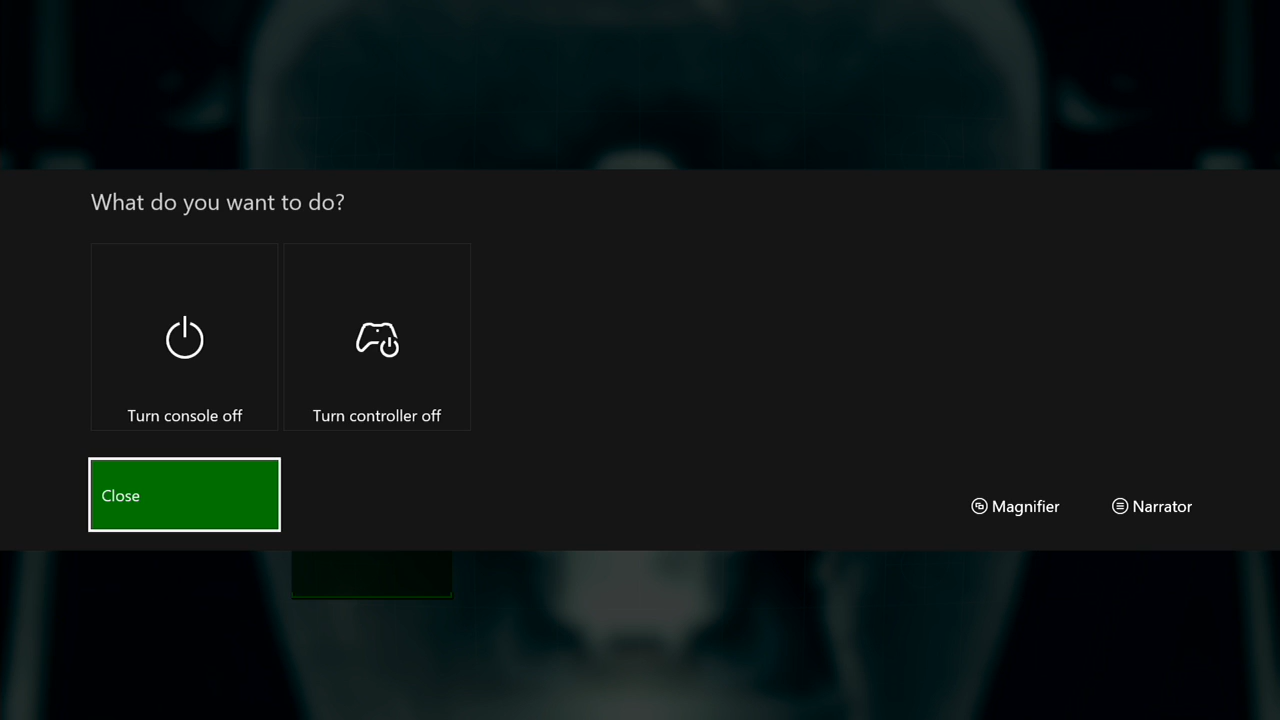 What do you want to do?
Turn console off
Turn controller off
Close
Magnifier
Narrator